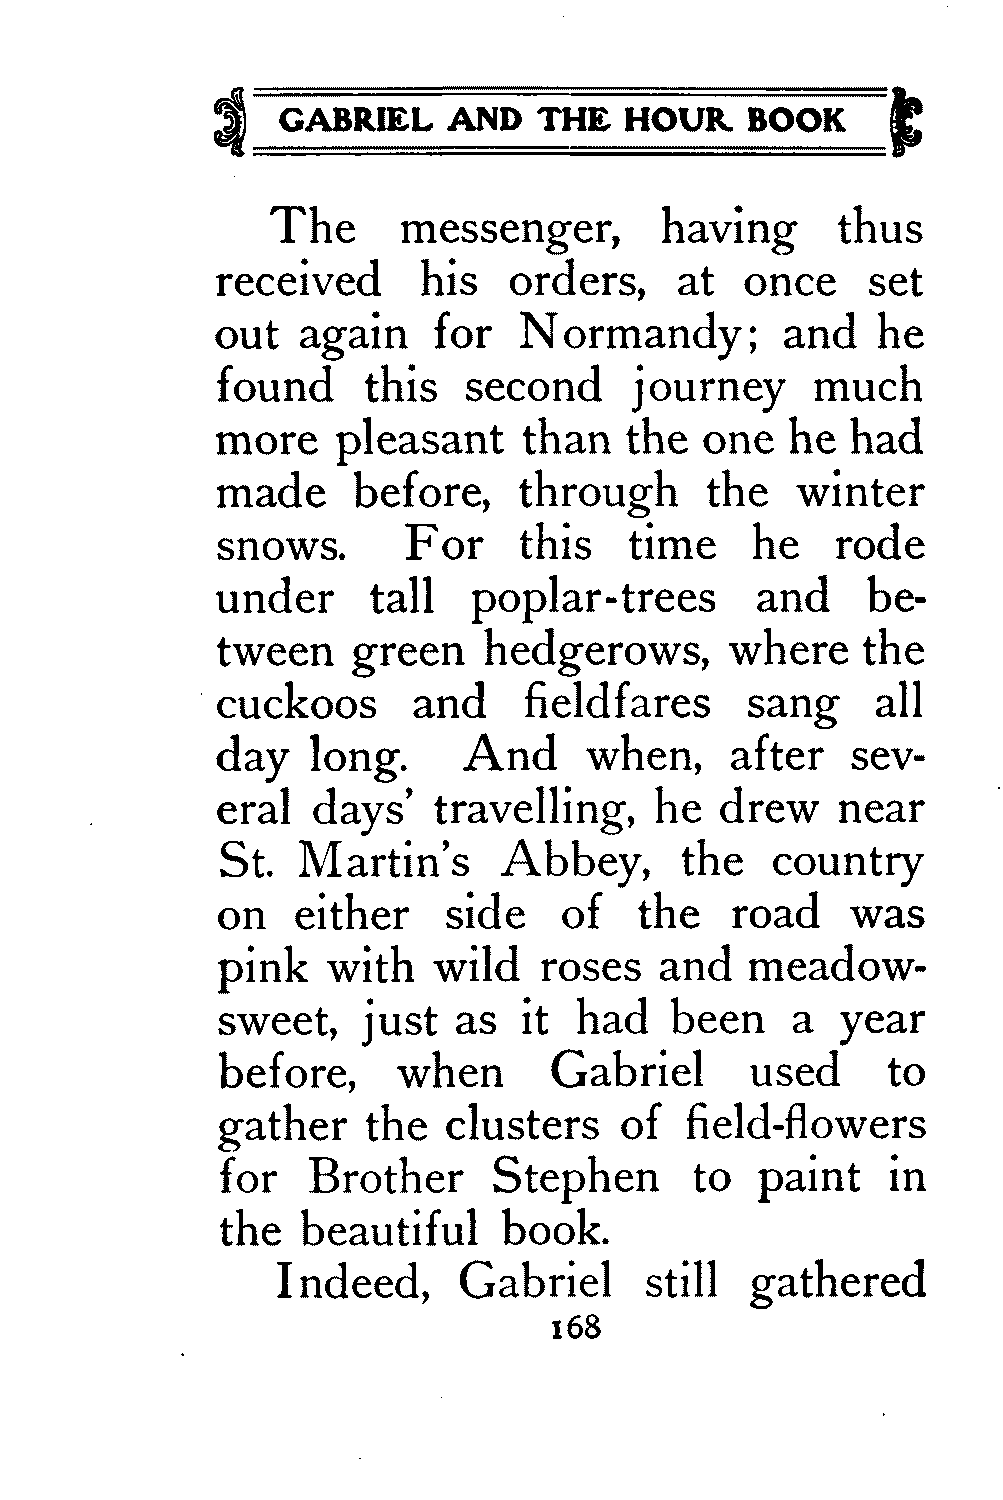 GABRIEL AND THE HOUR BOOK
The messenger, having thus
received his orders, at once set
out again for Normandy; and he
found this second journey much
more pleasant than the one he had
made before, through the winter
snows. For this time he rode
under tall poplar-trees and be-
tween green hedgerows, where the
cuckoos and fieldfares sang all
day long. And when, after sev-
eral days' travelling, he drew near
St. Martin's Abbey, the country
on either side of the road was
pink with wild roses and meadow-
sweet, just as it had been a year
before, when Gabriel used to
gather the clusters of field-flowers
for Brother Stephen to paint in
the beautiful book.
Indeed, Gabriel still gathered
168